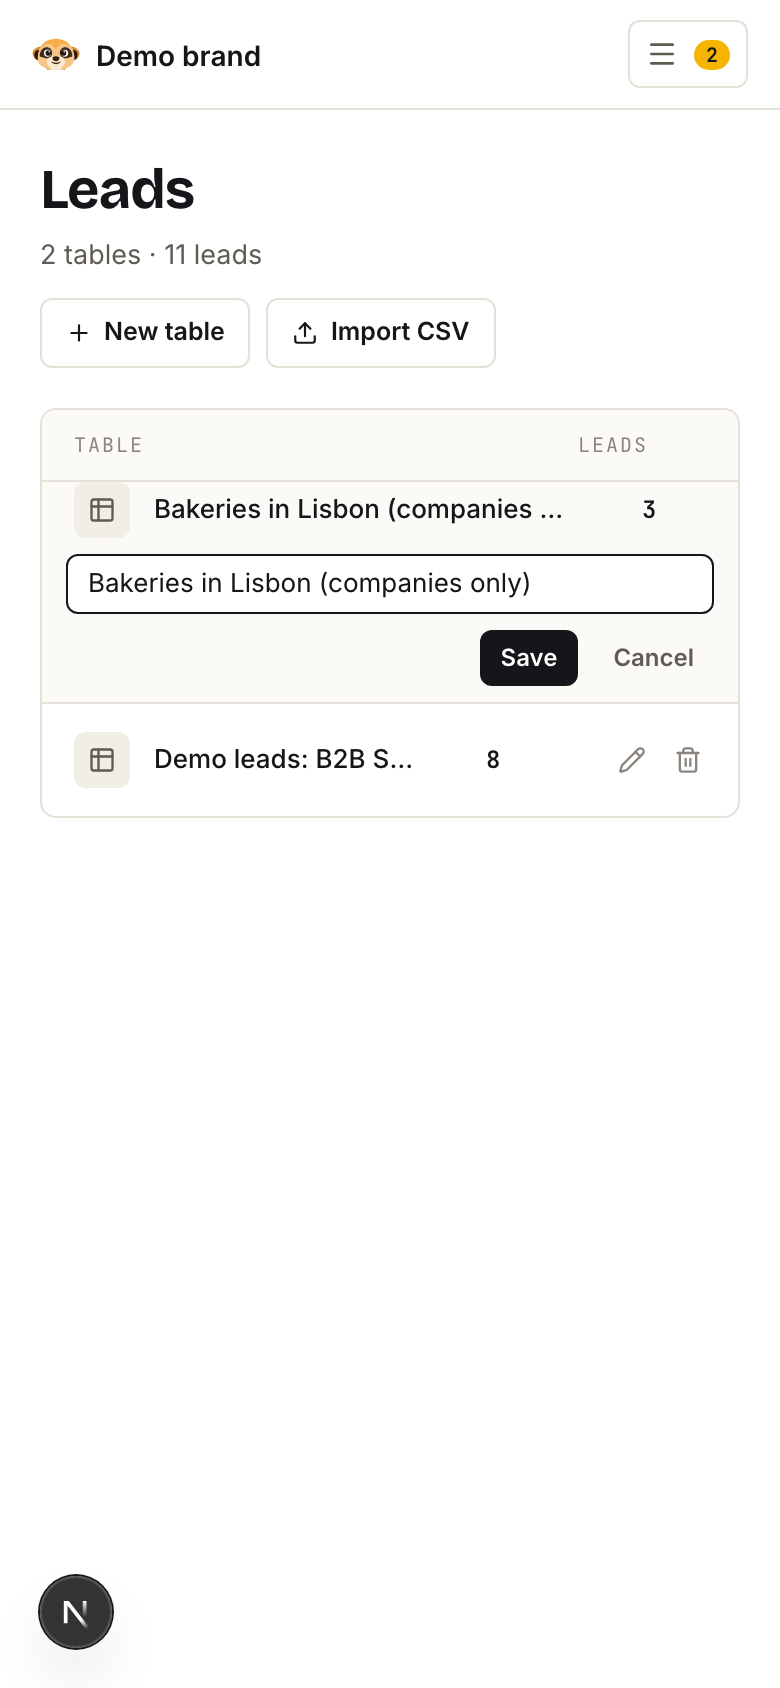 Demo brand
2
Leads
2 tables · 11 leads
New table
Import CSV
TABLE LEADS
Bakeries in Lisbon (companies ... 3
Bakeries in Lisbon (companies only)
Save Cancel
Demo leads: B2B S... 8
N